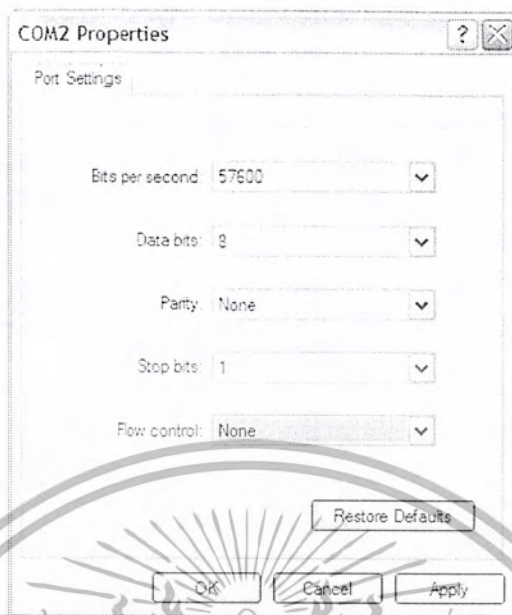 COM2 Properties
?
Port Settings
Bits per second: 57600
Data bits: 8
Parity: None
Stop bits: 1
Flow control: None
Restore Defaults
OK Cancel Apply